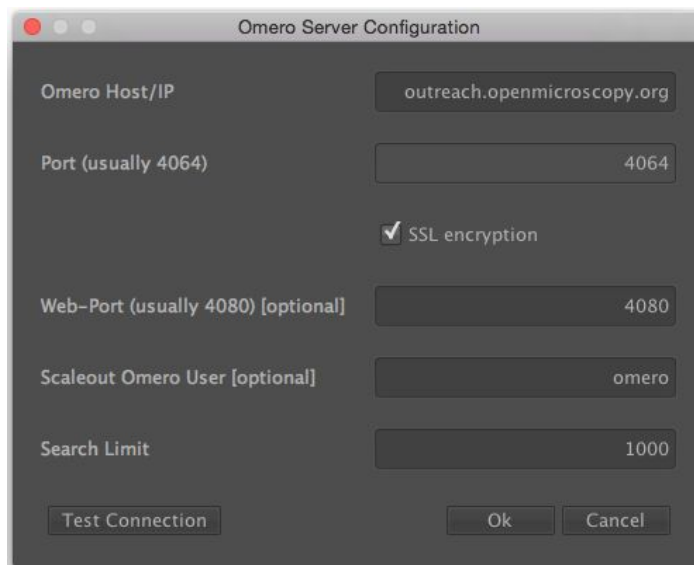 Omero Server Configuration
Omero Host/IP outreach.openmicroscopy.org
Port (usually 4064) 4064
SSL encryption
Web-Port (usually 4080) [optional] 4080
Scaleout Omero User [optional] omero
Search Limit 1000
Test Connection Ok Cancel